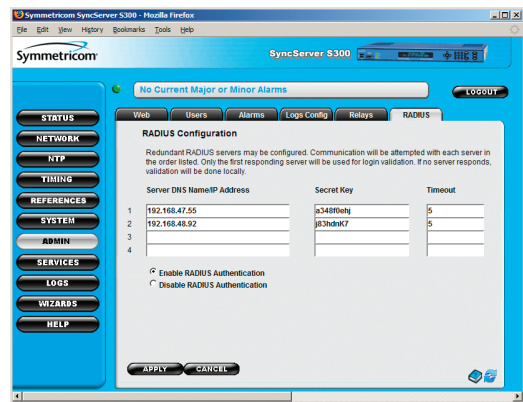 Symmetricom SyncServer S300 - Mozilla Firefox
File Edit View History Bookmarks Tools Help
Symmetricom
SyncServer S300
No Current Major or Minor Alarms
LOGOUT
STATUS
NETWORK
NTP
TIMING
REFERENCES
SYSTEM
ADMIN
SERVICES
LOGS
WIZARDS
HELP
Web Users Alarms Logs Config Relays RADIUS
RADIUS Configuration
Redundant RADIUS servers may be configured. Communication will be attempted with each server in
the order listed. Only the first responding server will be used for login validation. If no server responds,
validation will be done locally.
Server DNS Name/IP Address Secret Key Timeout
1 192.168.47.55 a348f0ehj 5
2 192.168.48.92 j83hdnK7 5
3
4
Enable RADIUS Authentication
Disable RADIUS Authentication
APPLY CANCEL